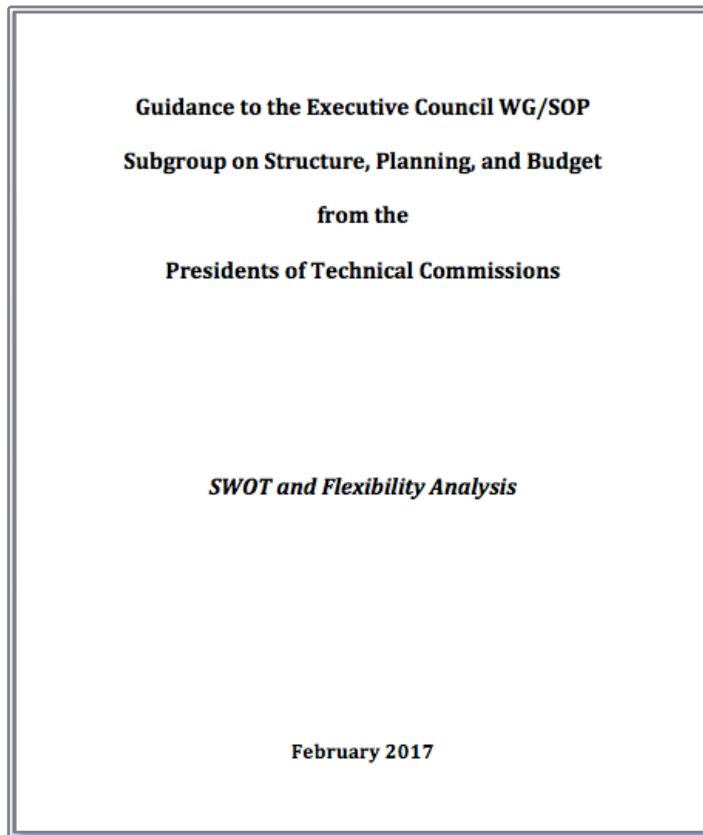 Guidance to the Executive Council WG/SOP
Subgroup on Structure, Planning, and Budget
from the
Presidents of Technical Commissions
SWOT and Flexibility Analysis
February 2017